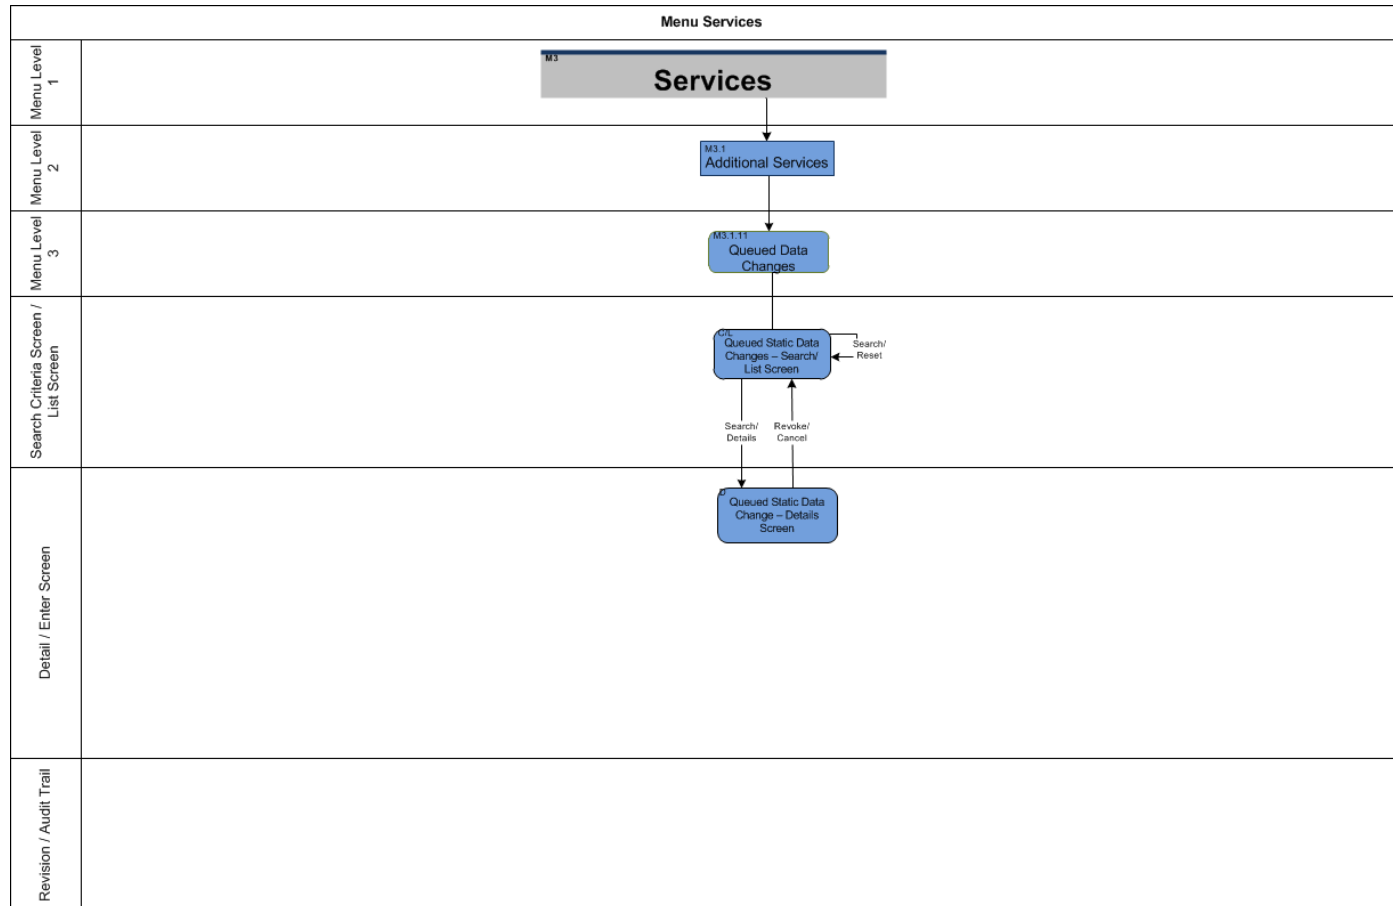 Menu Services
Menu Level
1
M3
Services
Menu Level
2
M3.1
Additional Services
Menu Level
3
M3.1.11
Queued Data
Changes
Search Criteria Screen /
List Screen
C/L
Queued Static Data
Changes – Search/
List Screen
Search/
Reset
Search/
Details
Revoke/
Cancel
Detail / Enter Screen
D
Queued Static Data
Change – Details
Screen
Revision / Audit Trail